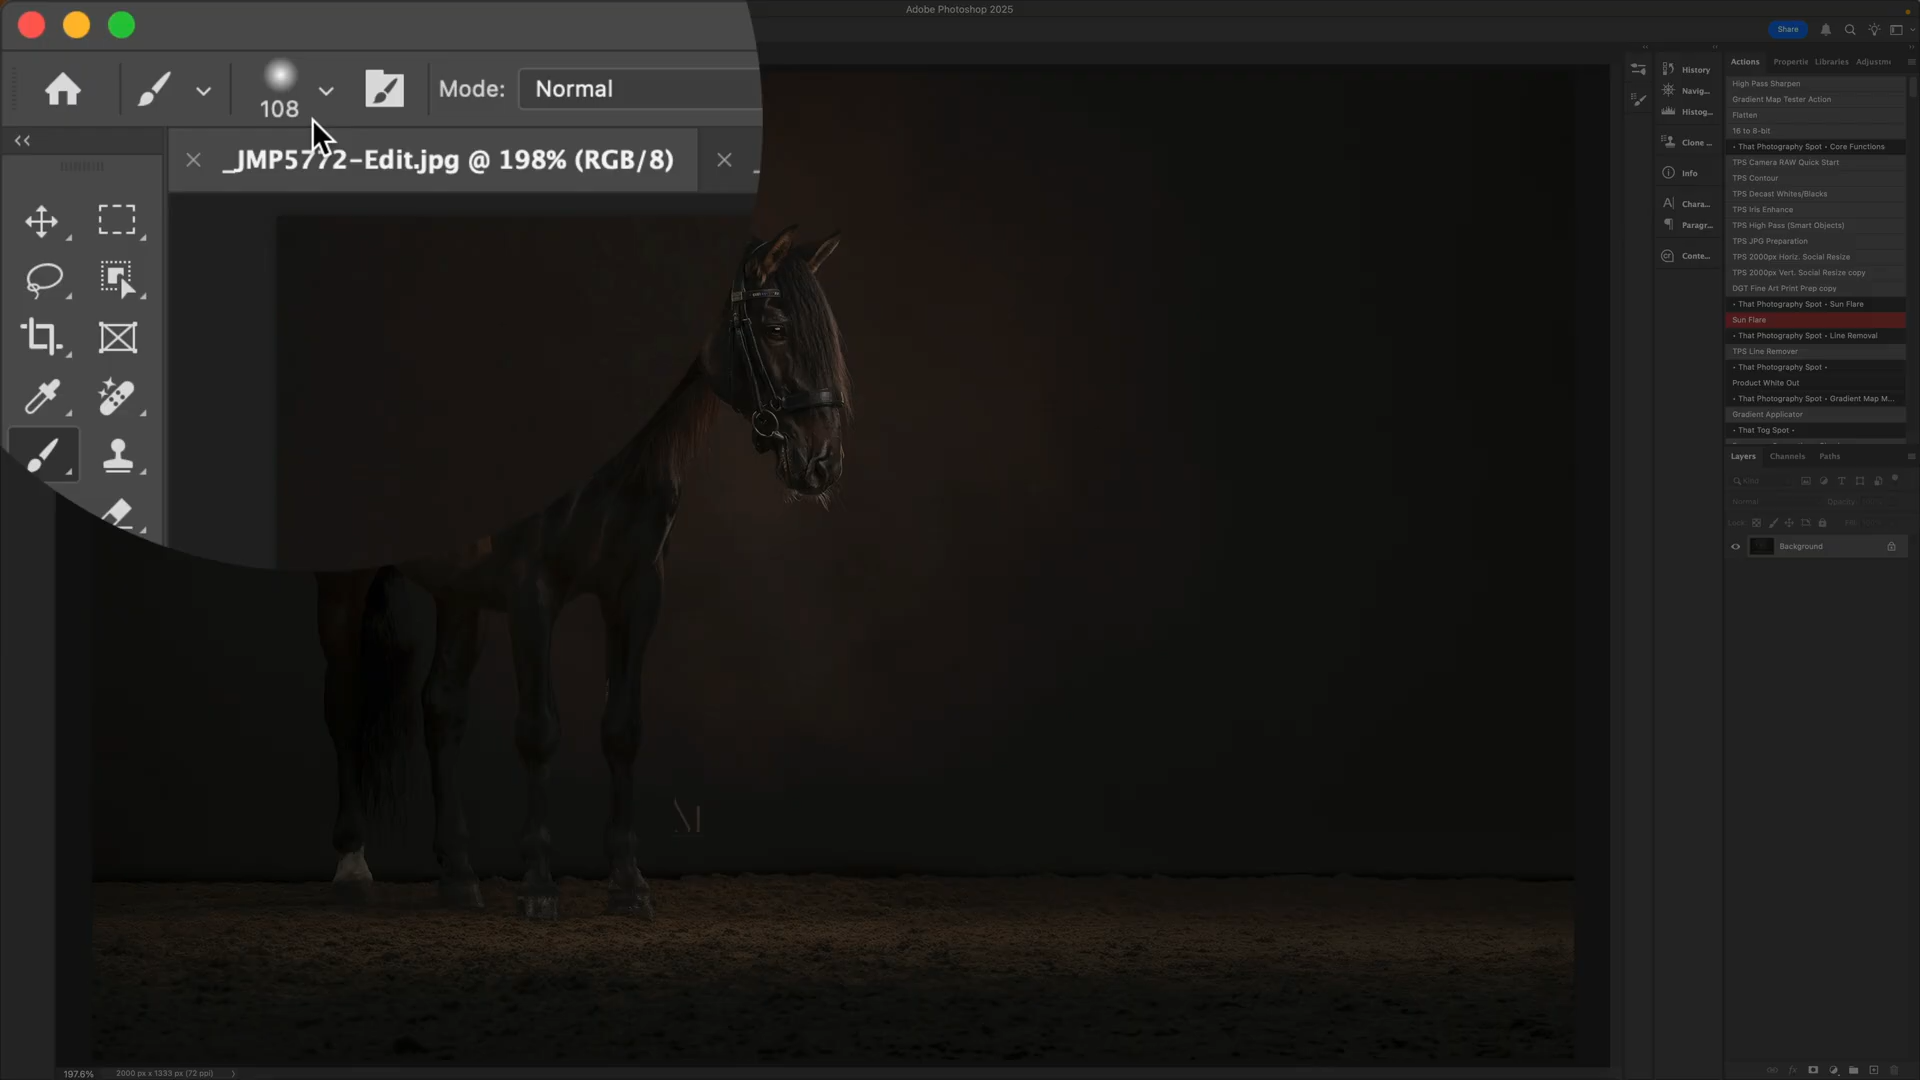 Adobe Photoshop 2025
Share
108
Mode: Normal
_JMP5772-Edit.jpg @ 198% (RGB/8)
History
Navig...
Histog...
Clone ...
Info
Chara...
Paragr...
Conte...
Actions
Propertie
Libraries
Adjustm
High Pass Sharpen
Gradient Map Tester Action
Flatten
16 to 8-bit
• That Photography Spot • Core Functions
TPS Camera RAW Quick Start
TPS Contour
TPS Decast Whites/Blacks
TPS Iris Enhance
TPS High Pass (Smart Objects)
TPS JPG Preparation
TPS 2000px Horiz. Social Resize
TPS 2000px Vert. Social Resize copy
DGT Fine Art Print Prep copy
• That Photography Spot • Sun Flare
Sun Flare
• That Photography Spot • Line Removal
TPS Line Remover
• That Photography Spot •
Product White Out
• That Photography Spot • Gradient Map M...
Gradient Applicator
• That Tog Spot •
Layers
Channels
Paths
Kind
Normal
Opacity:
Lock:
Background
197.6%
2000 px x 1333 px (72 ppi)